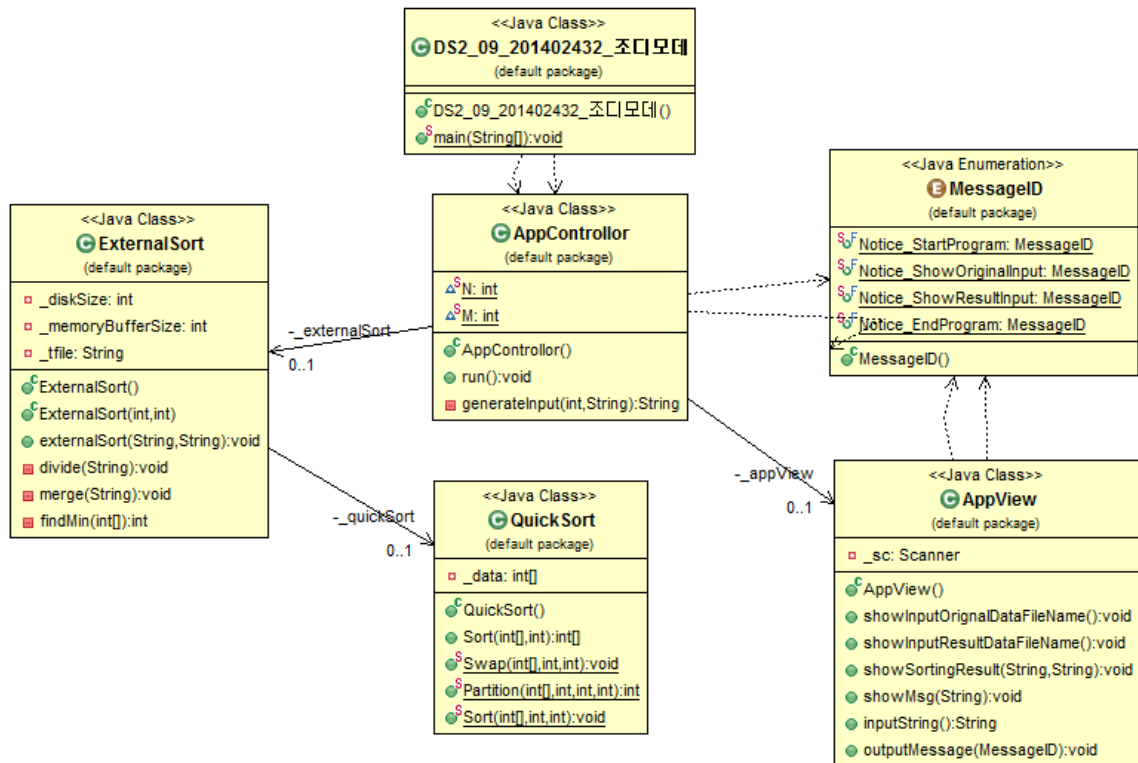 <<Java Class>>
DS2_09_201402432_조디모데
(default package)
DS2_09_201402432_조디모데()
main(String[]):void
<<Java Enumeration>>
MessageID
(default package)
Notice_StartProgram: MessageID
Notice_ShowOriginalInput: MessageID
Notice_ShowResultInput: MessageID
Notice_EndProgram: MessageID
MessageID()
<<Java Class>>
ExternalSort
(default package)
_diskSize: int
_memoryBufferSize: int
_tfile: String
ExternalSort()
ExternalSort(int,int)
externalSort(String,String):void
divide(String):void
merge(String):void
findMin(int[]):int
<<Java Class>>
AppControllor
(default package)
N: int
M: int
AppControllor()
run():void
generateInput(int,String):String
-_externalSort
0..1
-_quickSort
0..1
-_appView
0..1
<<Java Class>>
QuickSort
(default package)
_data: int[]
QuickSort()
Sort(int[],int):int[]
Swap(int[],int,int):void
Partition(int[],int,int,int):int
Sort(int[],int,int):void
<<Java Class>>
AppView
(default package)
_sc: Scanner
AppView()
showInputOrignalDataFileName():void
showInputResultDataFileName():void
showSortingResult(String,String):void
showMsg(String):void
inputString():String
outputMessage(MessageID):void